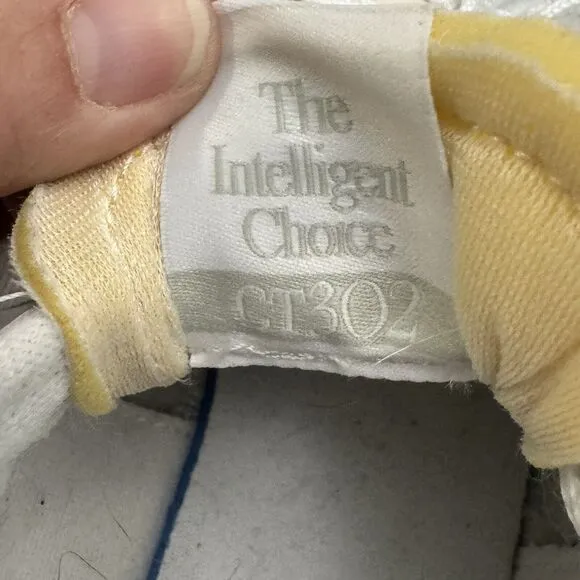 The
Intelligent
Choice
CT302